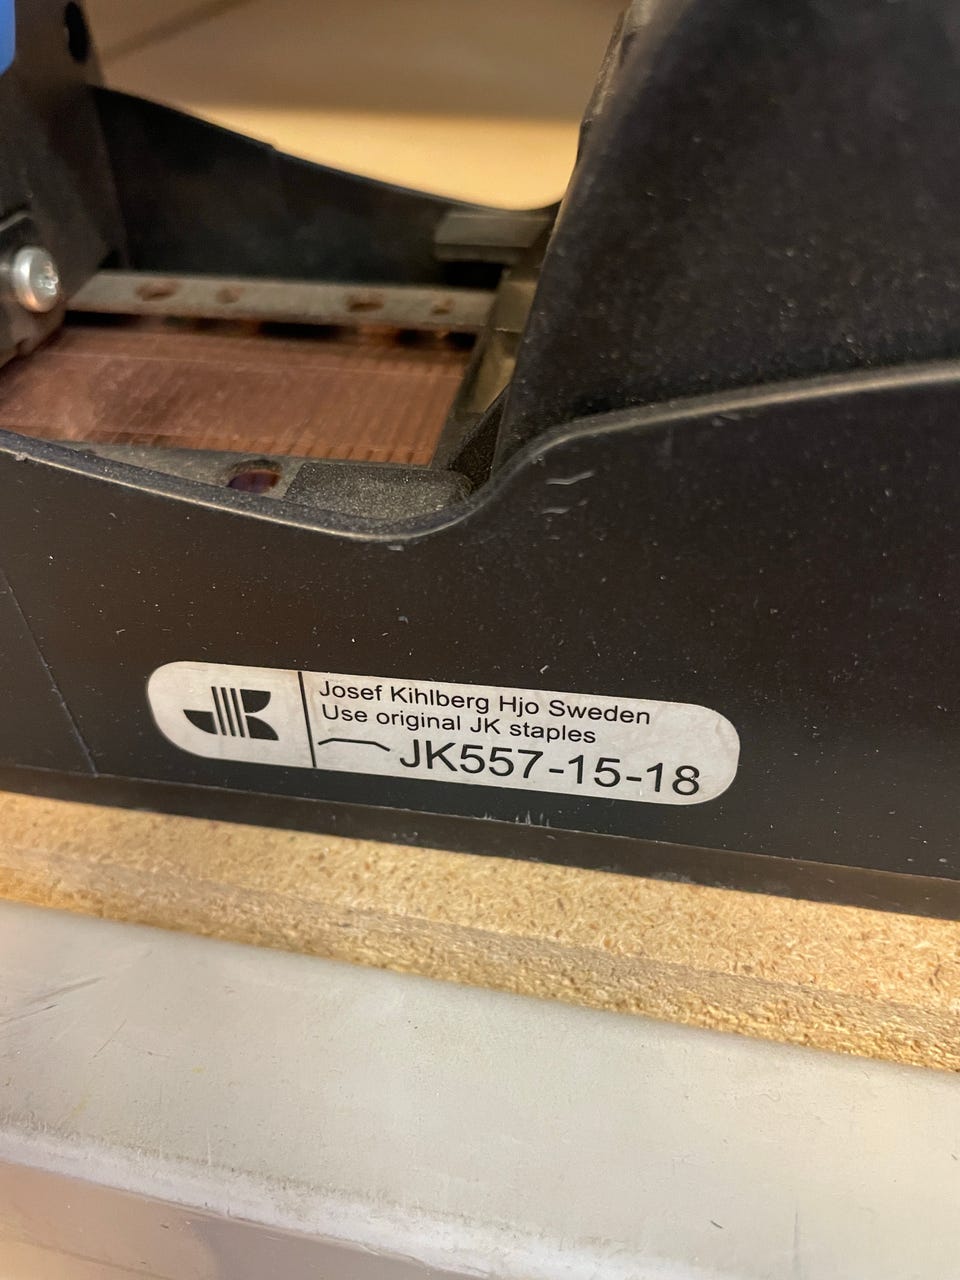 Josef Kihlberg Hjo Sweden
Use original JK staples
JK557-15-18